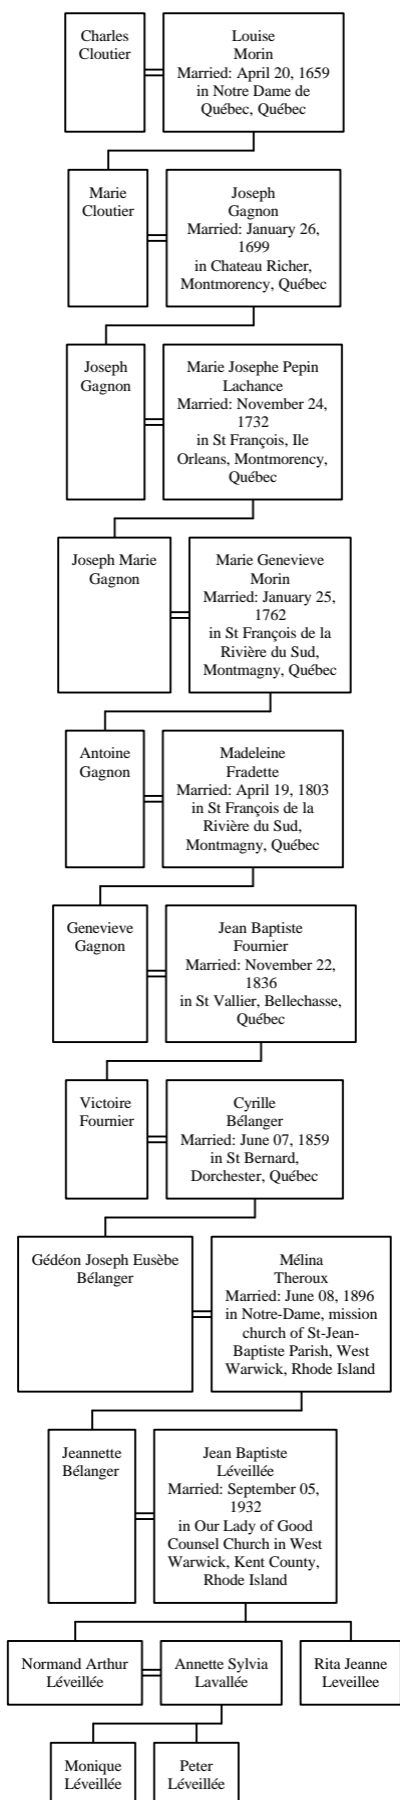 Charles
Cloutier
Louise
Morin
Married: April 20, 1659
in Notre Dame de
Québec, Québec
Marie
Cloutier
Joseph
Gagnon
Married: January 26,
1699
in Chateau Richer,
Montmorency, Québec
Joseph
Gagnon
Marie Josephe Pepin
Lachance
Married: November 24,
1732
in St François, Ile
Orleans, Montmorency,
Québec
Joseph Marie
Gagnon
Marie Genevieve
Morin
Married: January 25,
1762
in St François de la
Rivière du Sud,
Montmagny, Québec
Antoine
Gagnon
Madeleine
Fradette
Married: April 19, 1803
in St François de la
Rivière du Sud,
Montmagny, Québec
Genevieve
Gagnon
Jean Baptiste
Fournier
Married: November 22,
1836
in St Vallier, Bellechasse,
Québec
Victoire
Fournier
Cyrille
Bélanger
Married: June 07, 1859
in St Bernard,
Dorchester, Québec
Gédéon Joseph Eusèbe
Bélanger
Mélina
Theroux
Married: June 08, 1896
in Notre-Dame, mission
church of St-Jean-
Baptiste Parish, West
Warwick, Rhode Island
Jeannette
Bélanger
Jean Baptiste
Léveillée
Married: September 05,
1932
in Our Lady of Good
Counsel Church in West
Warwick, Kent County,
Rhode Island
Normand Arthur
Léveillée
Annette Sylvia
Lavallée
Rita Jeanne
Leveillee
Monique
Léveillée
Peter
Léveillée